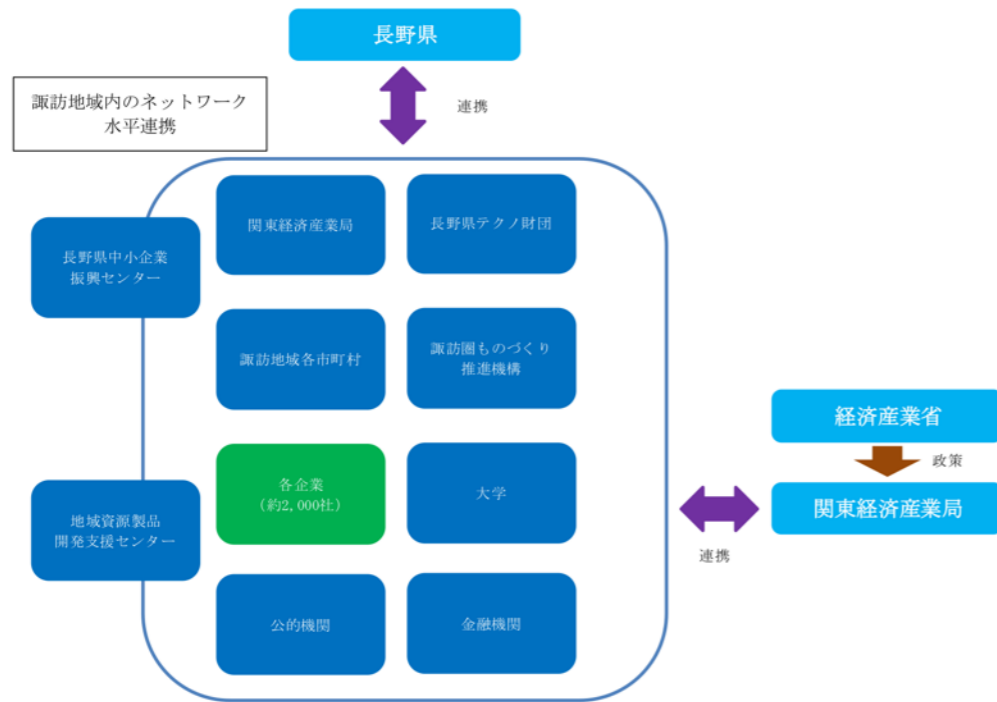 長野県
諏訪地域内のネットワーク
水平連携
連携
関東経済産業局
長野県テクノ財団
長野県中小企業
振興センター
諏訪地域各市町村
諏訪圏ものづくり
推進機構
経済産業省
政策
各企業
(約2,000社)
大学
関東経済産業局
地域資源製品
開発支援センター
連携
公的機関
金融機関